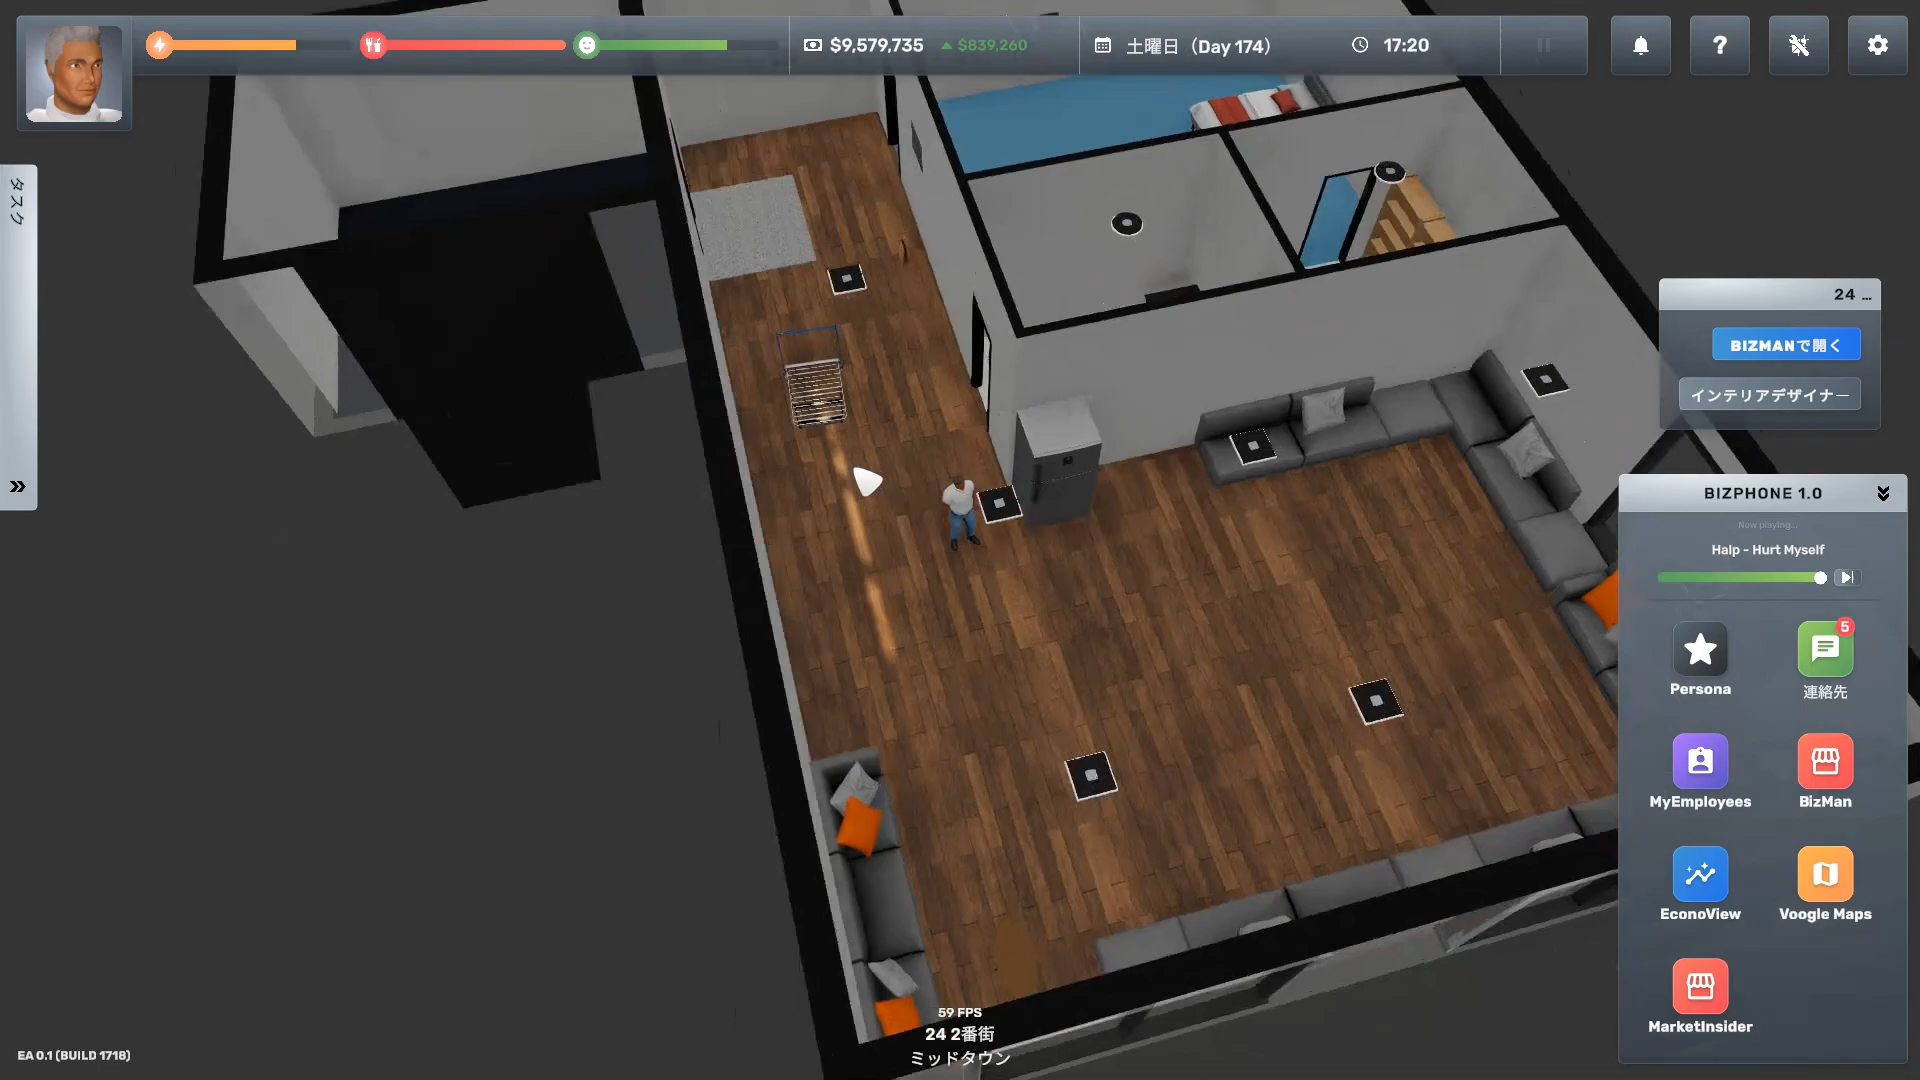 $9,579,735
$839,260
土曜日 (Day 174)
17:20
?
タスク
24 ...
BIZMANで開く
インテリアデザイナー
BIZPHONE 1.0
Now playing...
Halp - Hurt Myself
5
Persona
連絡先
MyEmployees
BizMan
EconoView
Voogle Maps
MarketInsider
59 FPS
24 2番街
ミッドタウン
EA 0.1 (BUILD 1718)